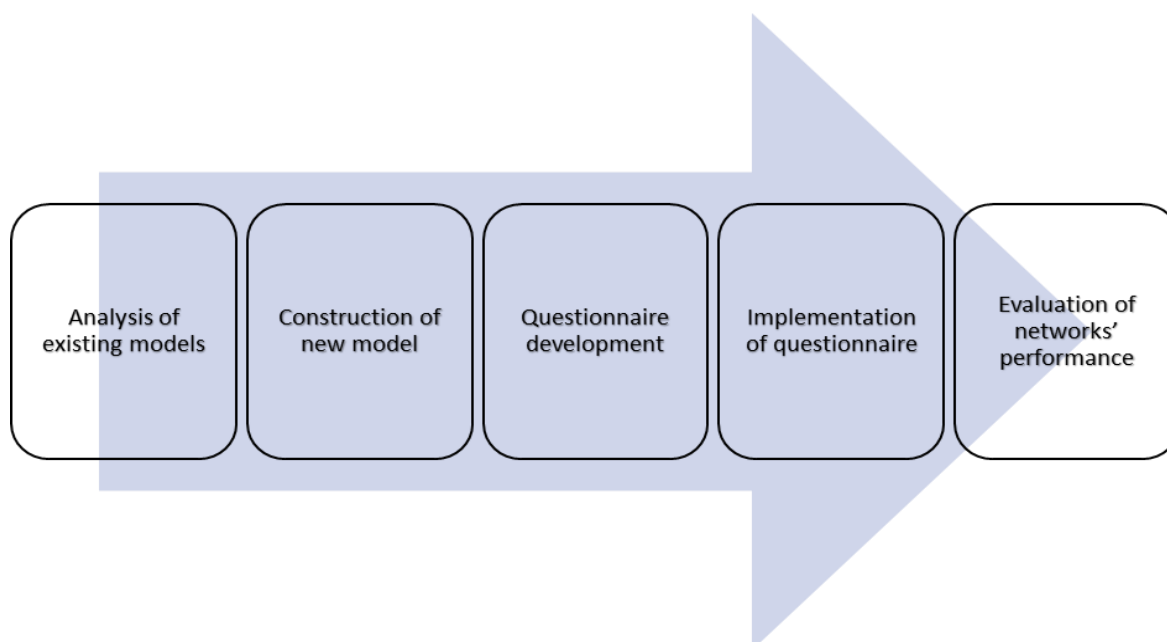 Analysis of
existing models
Construction of
new model
Questionnaire
development
Implementation
of questionnaire
Evaluation of
networks’
performance